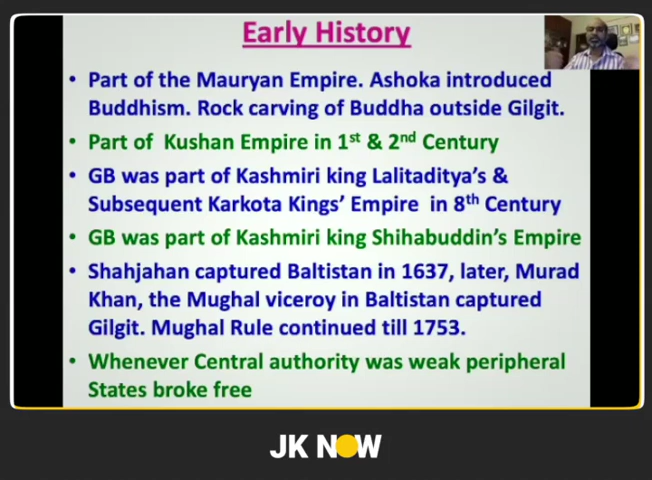 Early History
• Part of the Mauryan Empire. Ashoka introduced
Buddhism. Rock carving of Buddha outside Gilgit.
• Part of Kushan Empire in 1st & 2nd Century
• GB was part of Kashmiri king Lalitaditya's &
Subsequent Karkota Kings' Empire in 8th Century
• GB was part of Kashmiri king Shihabuddin's Empire
• Shahjahan captured Baltistan in 1637, later, Murad
Khan, the Mughal viceroy in Baltistan captured
Gilgit. Mughal Rule continued till 1753.
• Whenever Central authority was weak peripheral
States broke free
JK NOW